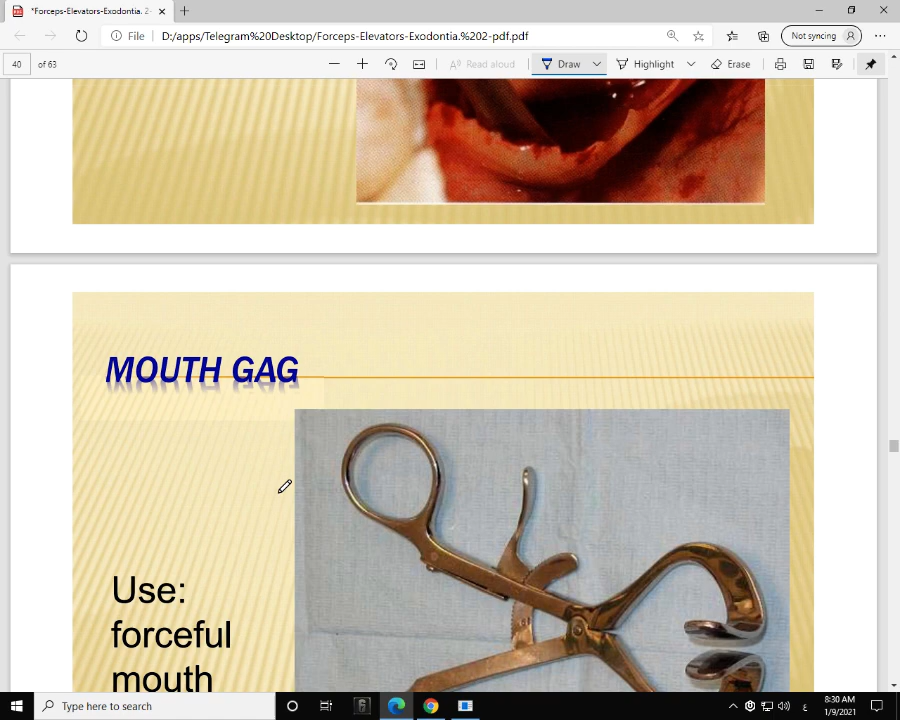 *Forceps-Elevators-Exodontia. 2-
File
D:/apps/Telegram%20Desktop/Forceps-Elevators-Exodontia.%202-pdf.pdf
Not syncing
40 of 63
Read aloud
Draw
Highlight
Erase
MOUTH GAG
Use:
forceful
mouth
Type here to search
ع
8:30 AM
1/9/2021